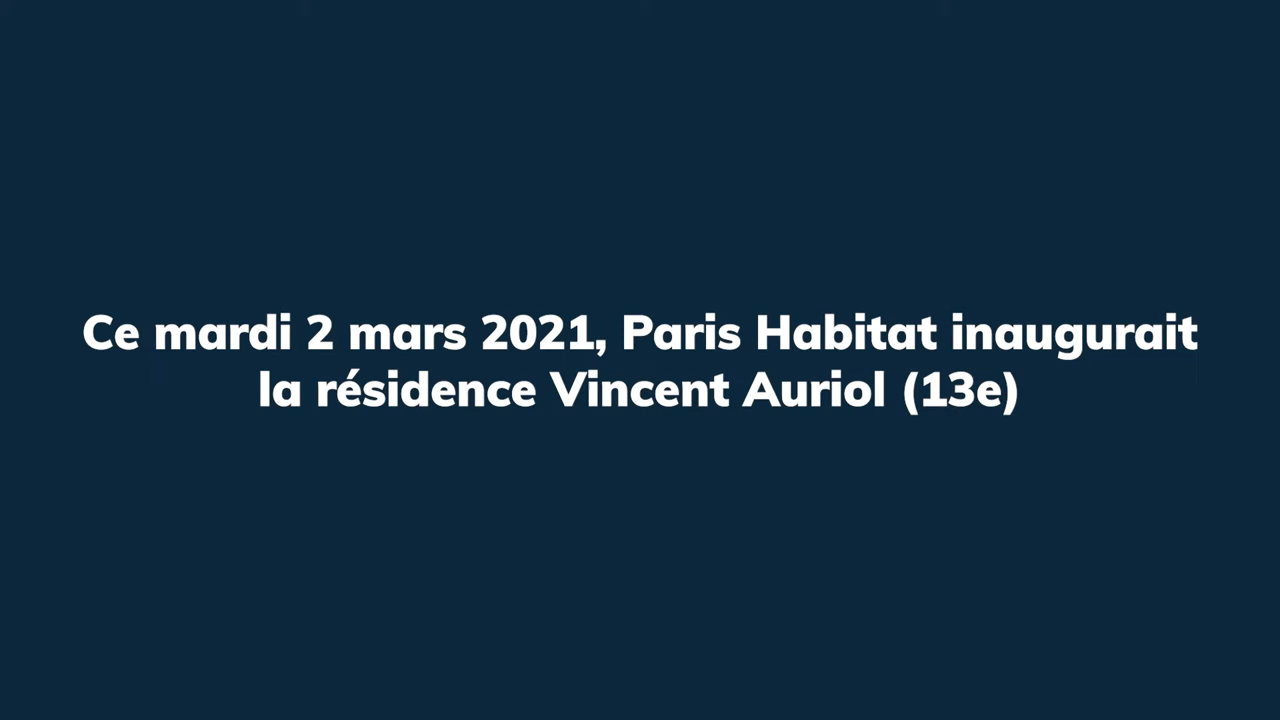 Ce mardi 2 mars 2021, Paris Habitat inaugurait
la résidence Vincent Auriol (13e)